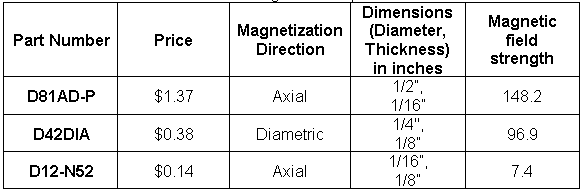 Part Number Price Magnetization Direction Dimensions (Diameter, Thickness) in inches Magnetic field strength
D81AD-P $1.37 Axial 1/2", 1/16" 148.2
D42DIA $0.38 Diametric 1/4", 1/8" 96.9
D12-N52 $0.14 Axial 1/16", 1/8" 7.4